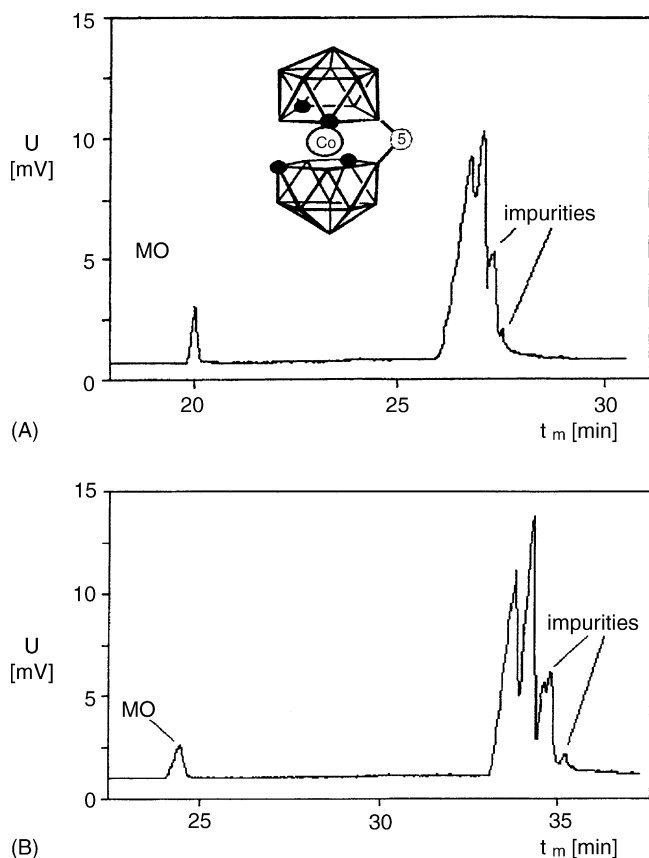 15
10
U
[mV]
5
0
Co
5
MO
impurities
20
25
30
(A)
t m [min]
15
10
U
[mV]
5
0
MO
impurities
25
30
35
(B)
t m [min]